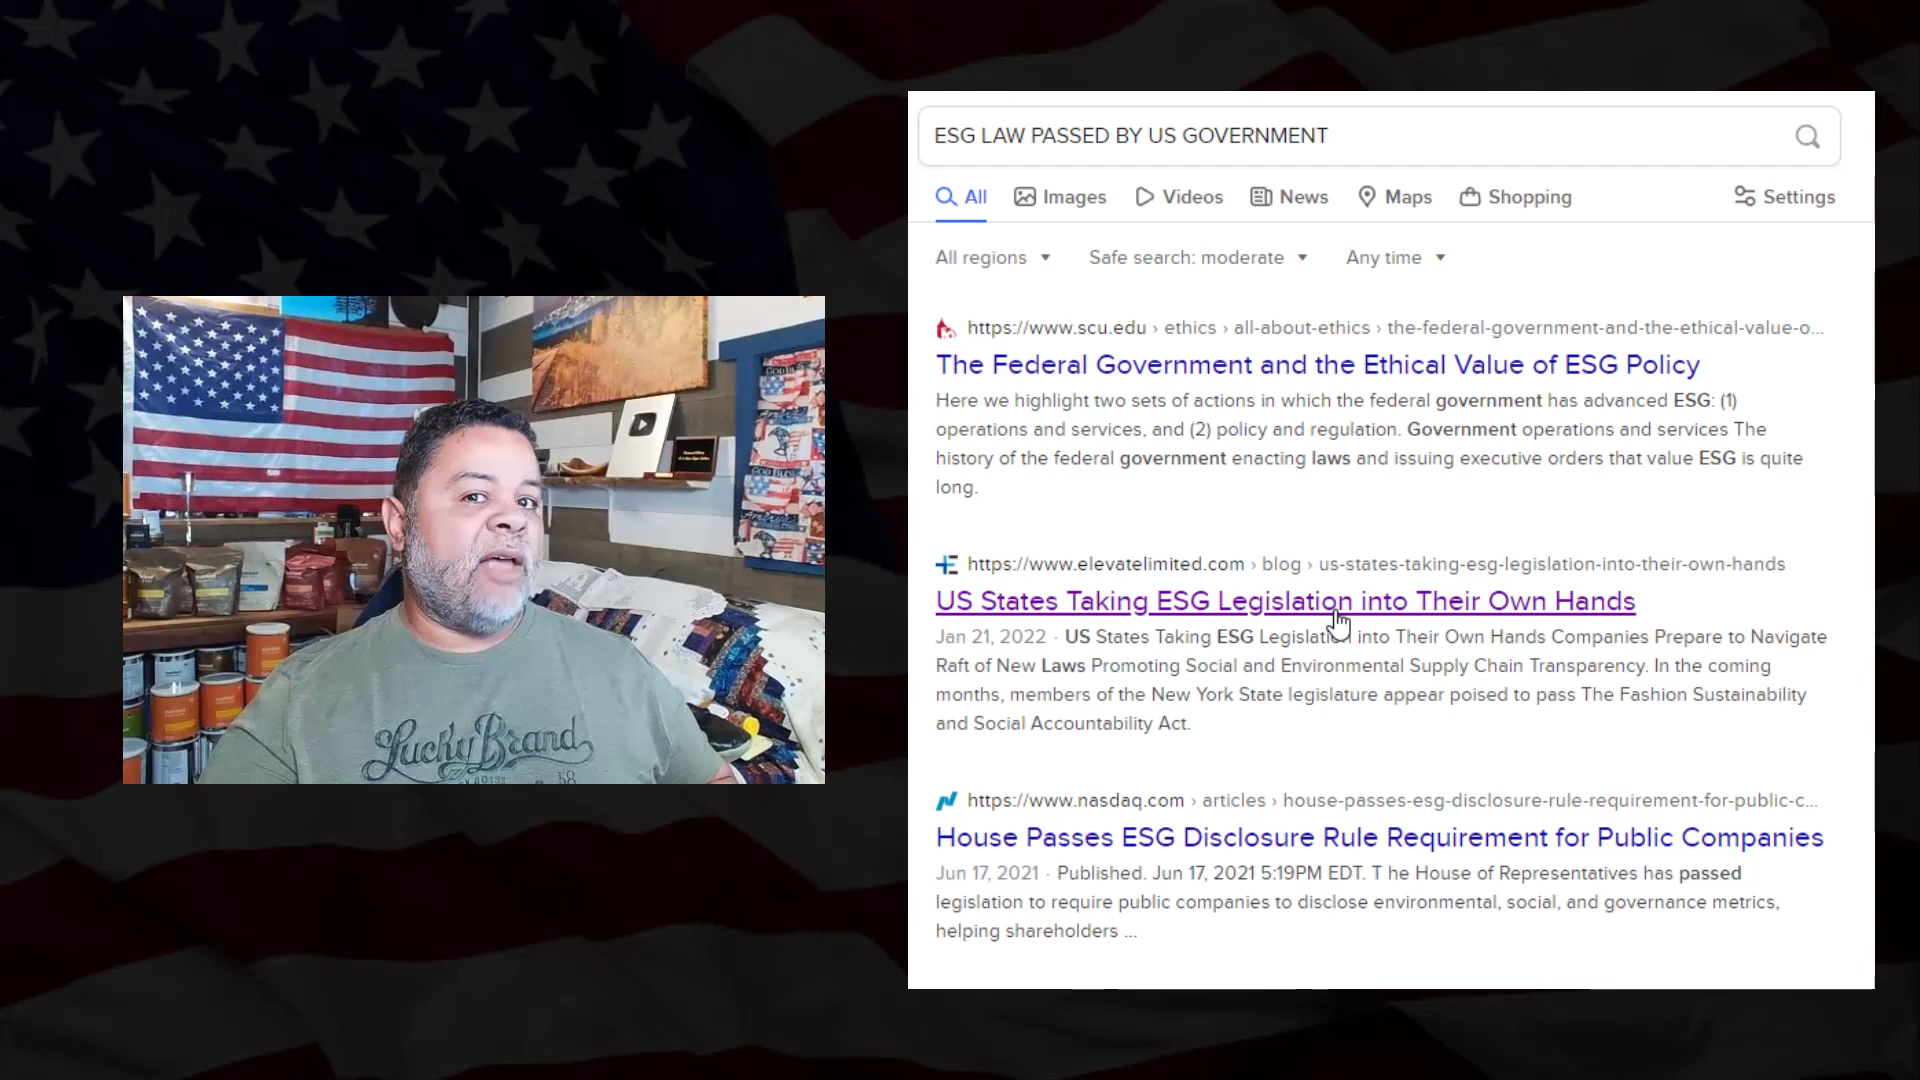 ESG LAW PASSED BY US GOVERNMENT
All Images Videos News Maps Shopping Settings
All regions Safe search: moderate Any time
https://www.scu.edu › ethics › all-about-ethics › the-federal-government-and-the-ethical-value-o...
The Federal Government and the Ethical Value of ESG Policy
Here we highlight two sets of actions in which the federal government has advanced ESG: (1)
operations and services, and (2) policy and regulation. Government operations and services The
history of the federal government enacting laws and issuing executive orders that value ESG is quite
long.
https://www.elevatelimited.com › blog › us-states-taking-esg-legislation-into-their-own-hands
US States Taking ESG Legislation into Their Own Hands
Jan 21, 2022 · US States Taking ESG Legislation into Their Own Hands Companies Prepare to Navigate
Raft of New Laws Promoting Social and Environmental Supply Chain Transparency. In the coming
months, members of the New York State legislature appear poised to pass The Fashion Sustainability
and Social Accountability Act.
https://www.nasdaq.com › articles › house-passes-esg-disclosure-rule-requirement-for-public-c...
House Passes ESG Disclosure Rule Requirement for Public Companies
Jun 17, 2021 · Published. Jun 17, 2021 5:19PM EDT. T he House of Representatives has passed
legislation to require public companies to disclose environmental, social, and governance metrics,
helping shareholders ...
Lucky Brand
58
America
GOD BLESS
America